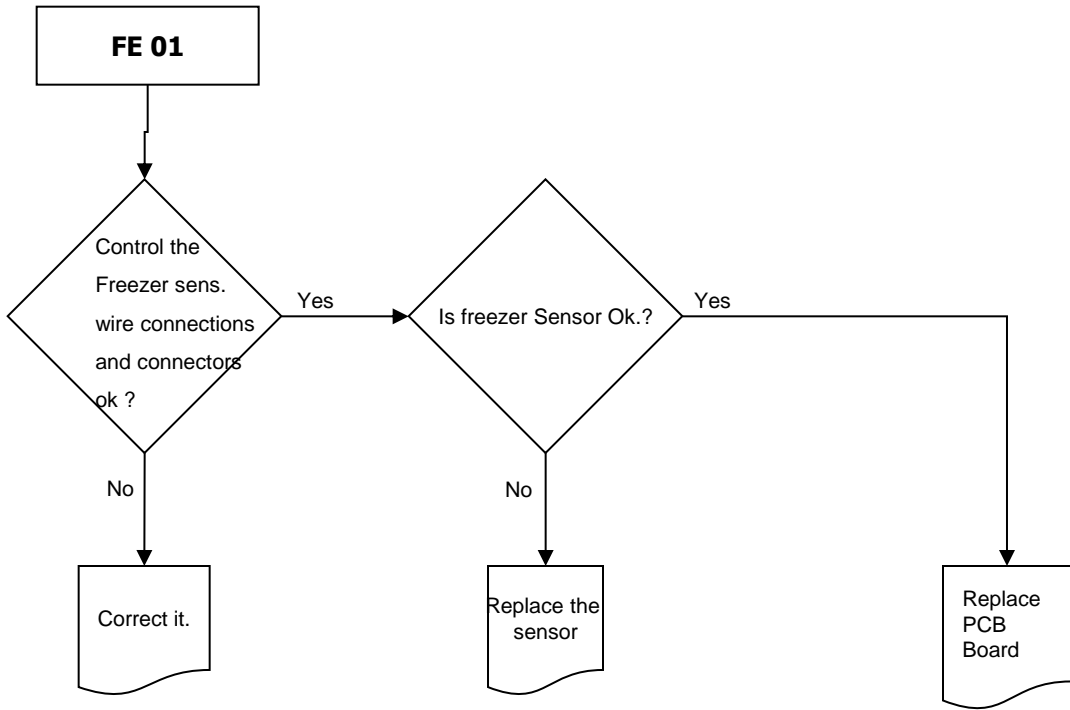 FE 01
Control the
Freezer sens.
wire connections
and connectors
ok ?
Yes
Is freezer Sensor Ok.?
Yes
No
No
Correct it.
Replace the
sensor
Replace
PCB
Board